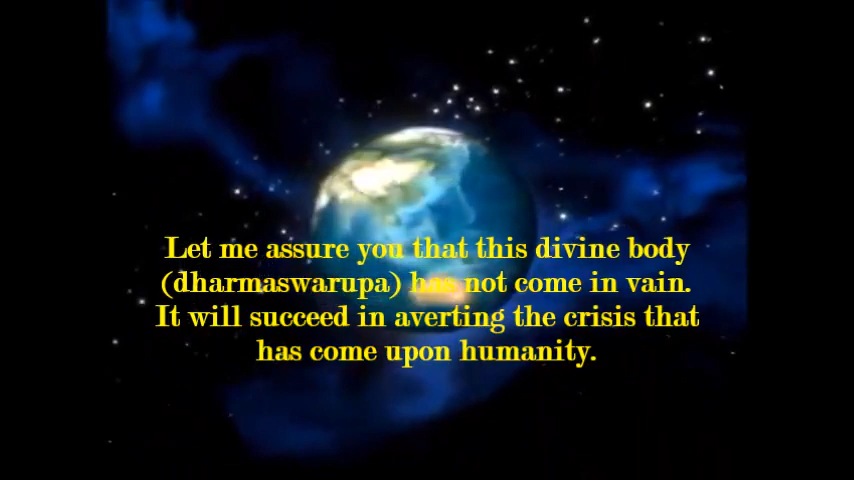 Let me assure you that this divine body
(dharmaswarupa) has not come in vain.
It will succeed in averting the crisis that
has come upon humanity.